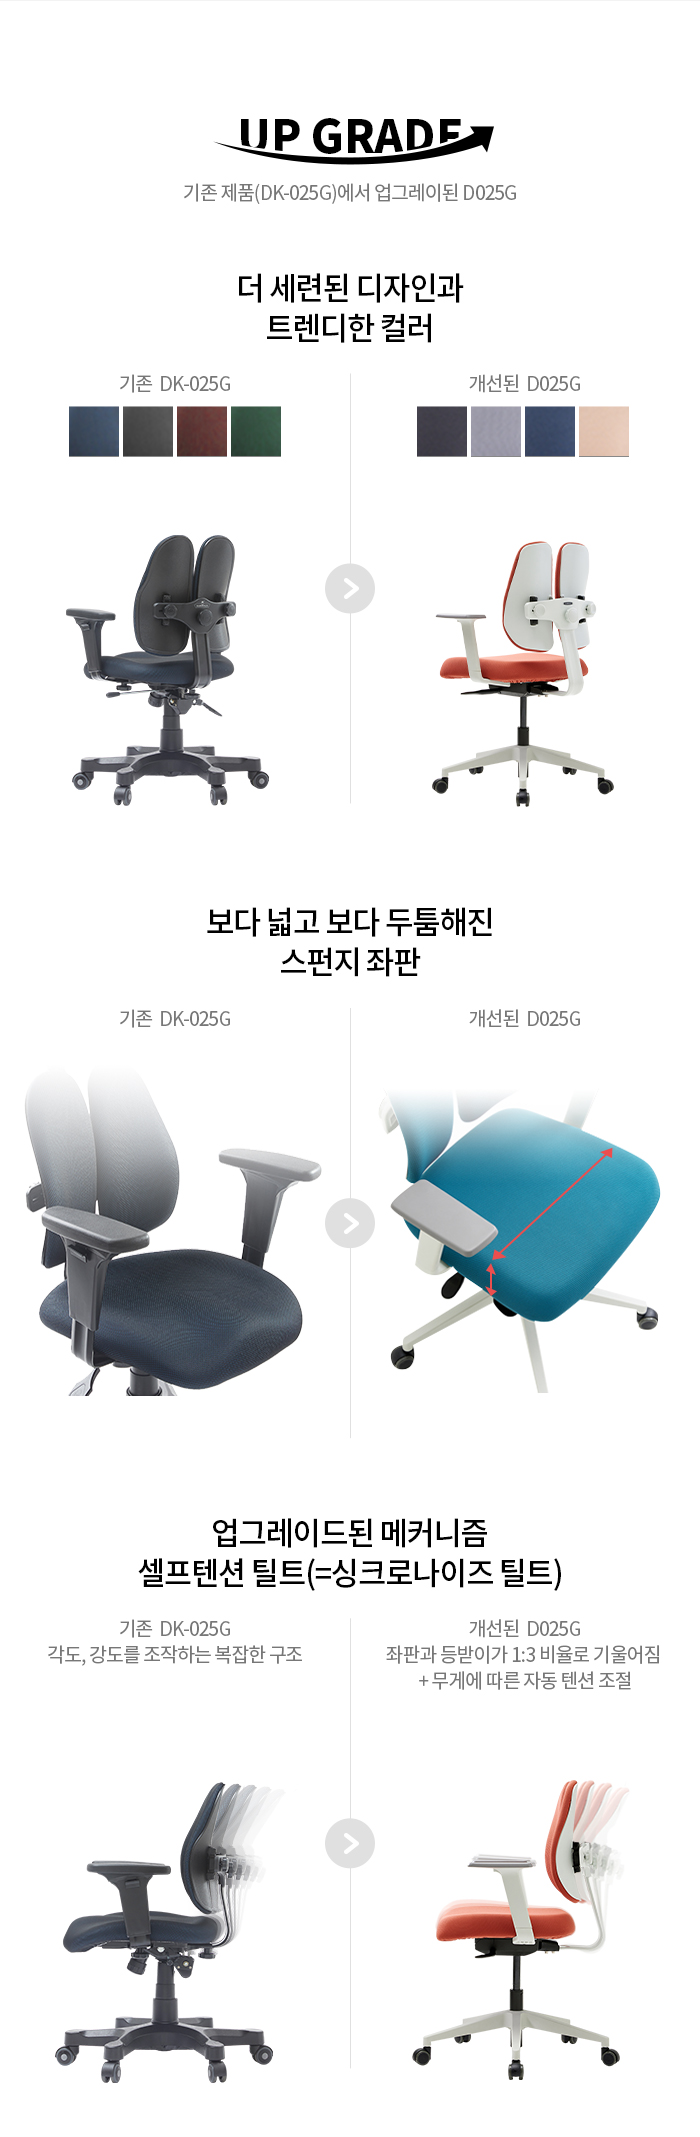 UP GRADE
기존 제품(DK-025G)에서 업그레이된 D025G
더 세련된 디자인과
트렌디한 컬러
기존 DK-025G
개선된 D025G
보다 넓고 보다 두툼해진
스펀지 좌판
기존 DK-025G
개선된 D025G
업그레이드된 메커니즘
셀프텐션 틸트(=싱크로나이즈 틸트)
기존 DK-025G
각도, 강도를 조작하는 복잡한 구조
개선된 D025G
좌판과 등받이가 1:3 비율로 기울어짐
+ 무게에 따른 자동 텐션 조절